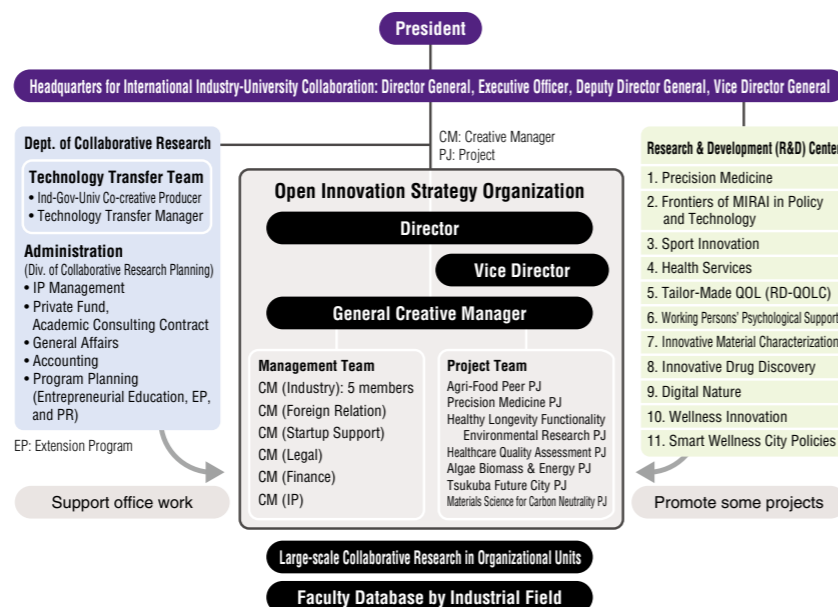 President
Headquarters for International Industry-University Collaboration: Director General, Executive Officer, Deputy Director General, Vice Director General
Dept. of Collaborative Research
Technology Transfer Team
• Ind-Gov-Univ Co-creative Producer
• Technology Transfer Manager
Administration
(Div. of Collaborative Research Planning)
• IP Management
• Private Fund,
Academic Consulting Contract
• General Affairs
• Accounting
• Program Planning
(Entrepreneurial Education, EP,
and PR)
EP: Extension Program
Support office work
CM: Creative Manager
PJ: Project
Open Innovation Strategy Organization
Director
Vice Director
General Creative Manager
Management Team
CM (Industry): 5 members
CM (Foreign Relation)
CM (Startup Support)
CM (Legal)
CM (Finance)
CM (IP)
Project Team
Agri-Food Peer PJ
Precision Medicine PJ
Healthy Longevity Functionality
Environmental Research PJ
Healthcare Quality Assessment PJ
Algae Biomass & Energy PJ
Tsukuba Future City PJ
Materials Science for Carbon Neutrality PJ
Research & Development (R&D) Center
1. Precision Medicine
2. Frontiers of MIRAI in Policy
and Technology
3. Sport Innovation
4. Health Services
5. Tailor-Made QOL (RD-QOLC)
6. Working Persons' Psychological Support
7. Innovative Material Characterization
8. Innovative Drug Discovery
9. Digital Nature
10. Wellness Innovation
11. Smart Wellness City Policies
Promote some projects
Large-scale Collaborative Research in Organizational Units
Faculty Database by Industrial Field